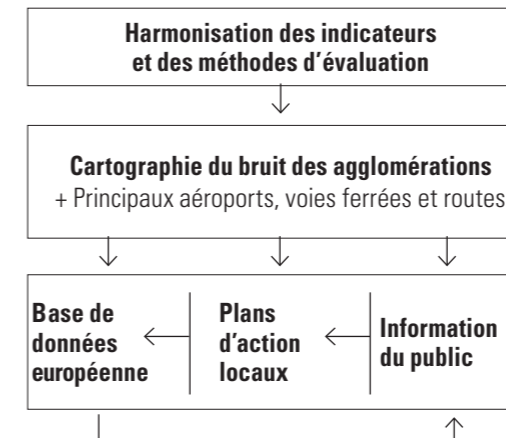 Harmonisation des indicateurs
et des méthodes d’évaluation
Cartographie du bruit des agglomérations
+ Principaux aéroports, voies ferrées et routes
Base de
données
européenne
Plans
d’action
locaux
Information
du public